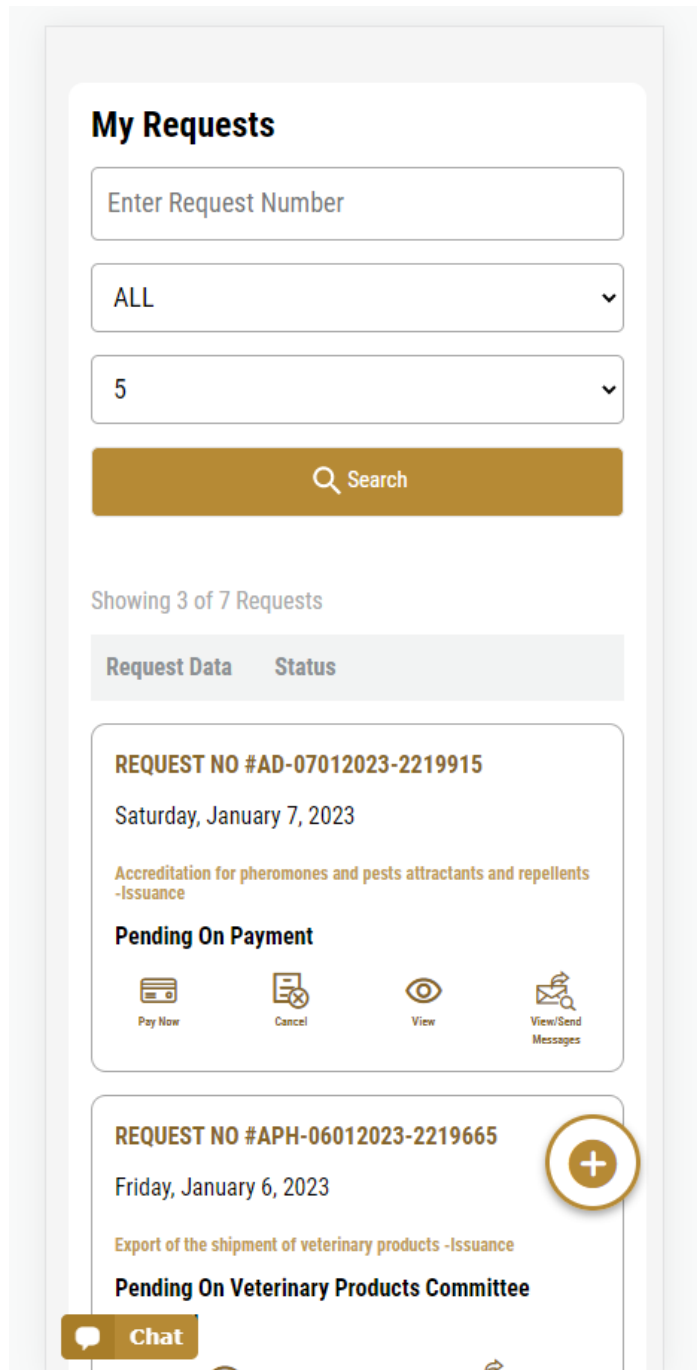 My Requests
Enter Request Number
ALL
5
Search
Showing 3 of 7 Requests
Request Data Status
REQUEST NO #AD-07012023-2219915
Saturday, January 7, 2023
Accreditation for pheromones and pests attractants and repellents
-Issuance
Pending On Payment
Pay Now Cancel View View/Send
Messages
REQUEST NO #APH-06012023-2219665
Friday, January 6, 2023
Export of the shipment of veterinary products -Issuance
Pending On Veterinary Products Committee
Chat